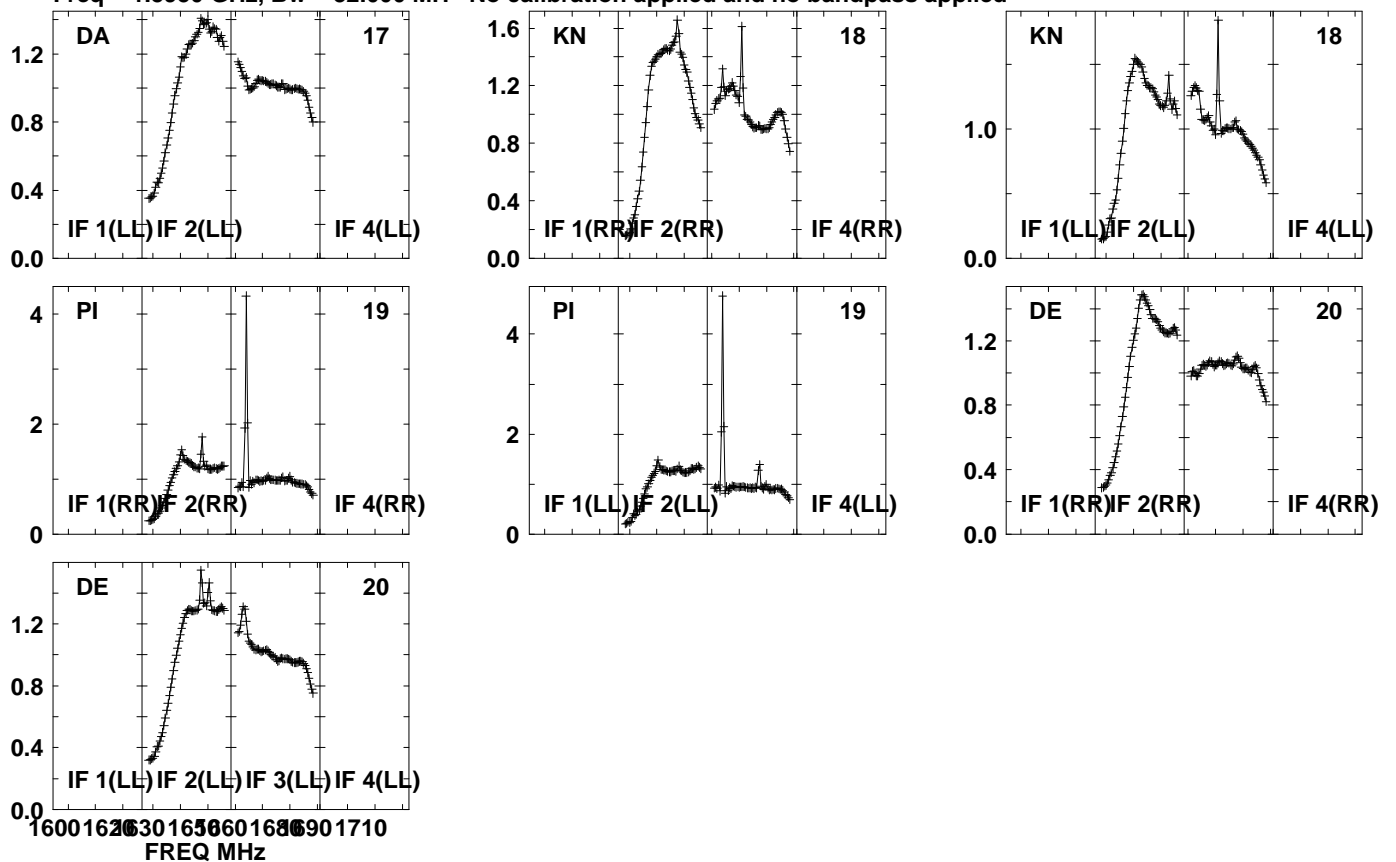 No calibration applied and no bandpass applied
DA 17
1.2
0.8
0.4
0.0
IF 1(LL) IF 2(LL) IF 4(LL)
KN 18
1.6
1.2
0.8
0.4
0.0
IF 1(RR) IF 2(RR) IF 4(RR)
KN 18
1.0
0.0
IF 1(LL) IF 2(LL) IF 4(LL)
PI 19
4
2
0
IF 1(RR) IF 2(RR) IF 4(RR)
PI 19
4
2
0
IF 1(LL) IF 2(LL) IF 4(LL)
DE 20
1.2
0.8
0.4
0.0
IF 1(RR) IF 2(RR) IF 4(RR)
DE 20
1.2
0.8
0.4
0.0
IF 1(LL) IF 2(LL) IF 3(LL) IF 4(LL)
1600 1620 1630 1650 1660 1680 1690 1710
FREQ MHz